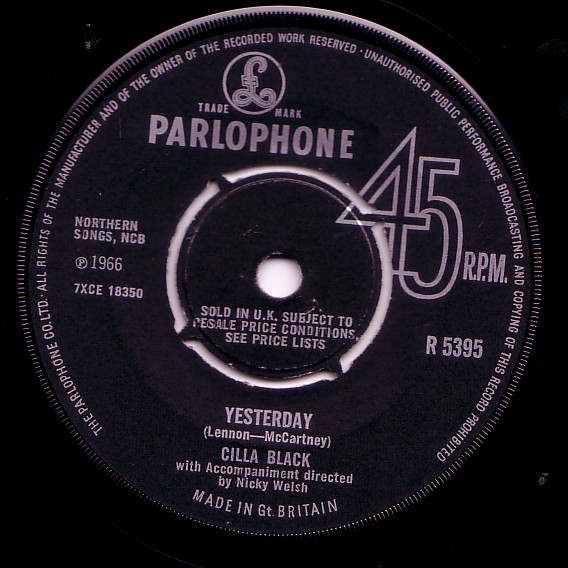 THE PARLOPHONE CO. LTD. · ALL RIGHTS OF THE MANUFACTURER AND OF THE OWNER OF THE RECORDED WORK RESERVED · UNAUTHORISED PUBLIC PERFORMANCE BROADCASTING AND COPYING OF THIS RECORD PROHIBITED
£
TRADE MARK
PARLOPHONE
45 R.P.M.
NORTHERN
SONGS, NCB
℗ 1966
7XCE 18350
SOLD IN U.K. SUBJECT TO
RESALE PRICE CONDITIONS,
SEE PRICE LISTS
R 5395
YESTERDAY
(Lennon—McCartney)
CILLA BLACK
with Accompaniment directed
by Nicky Welsh
MADE IN Gt. BRITAIN